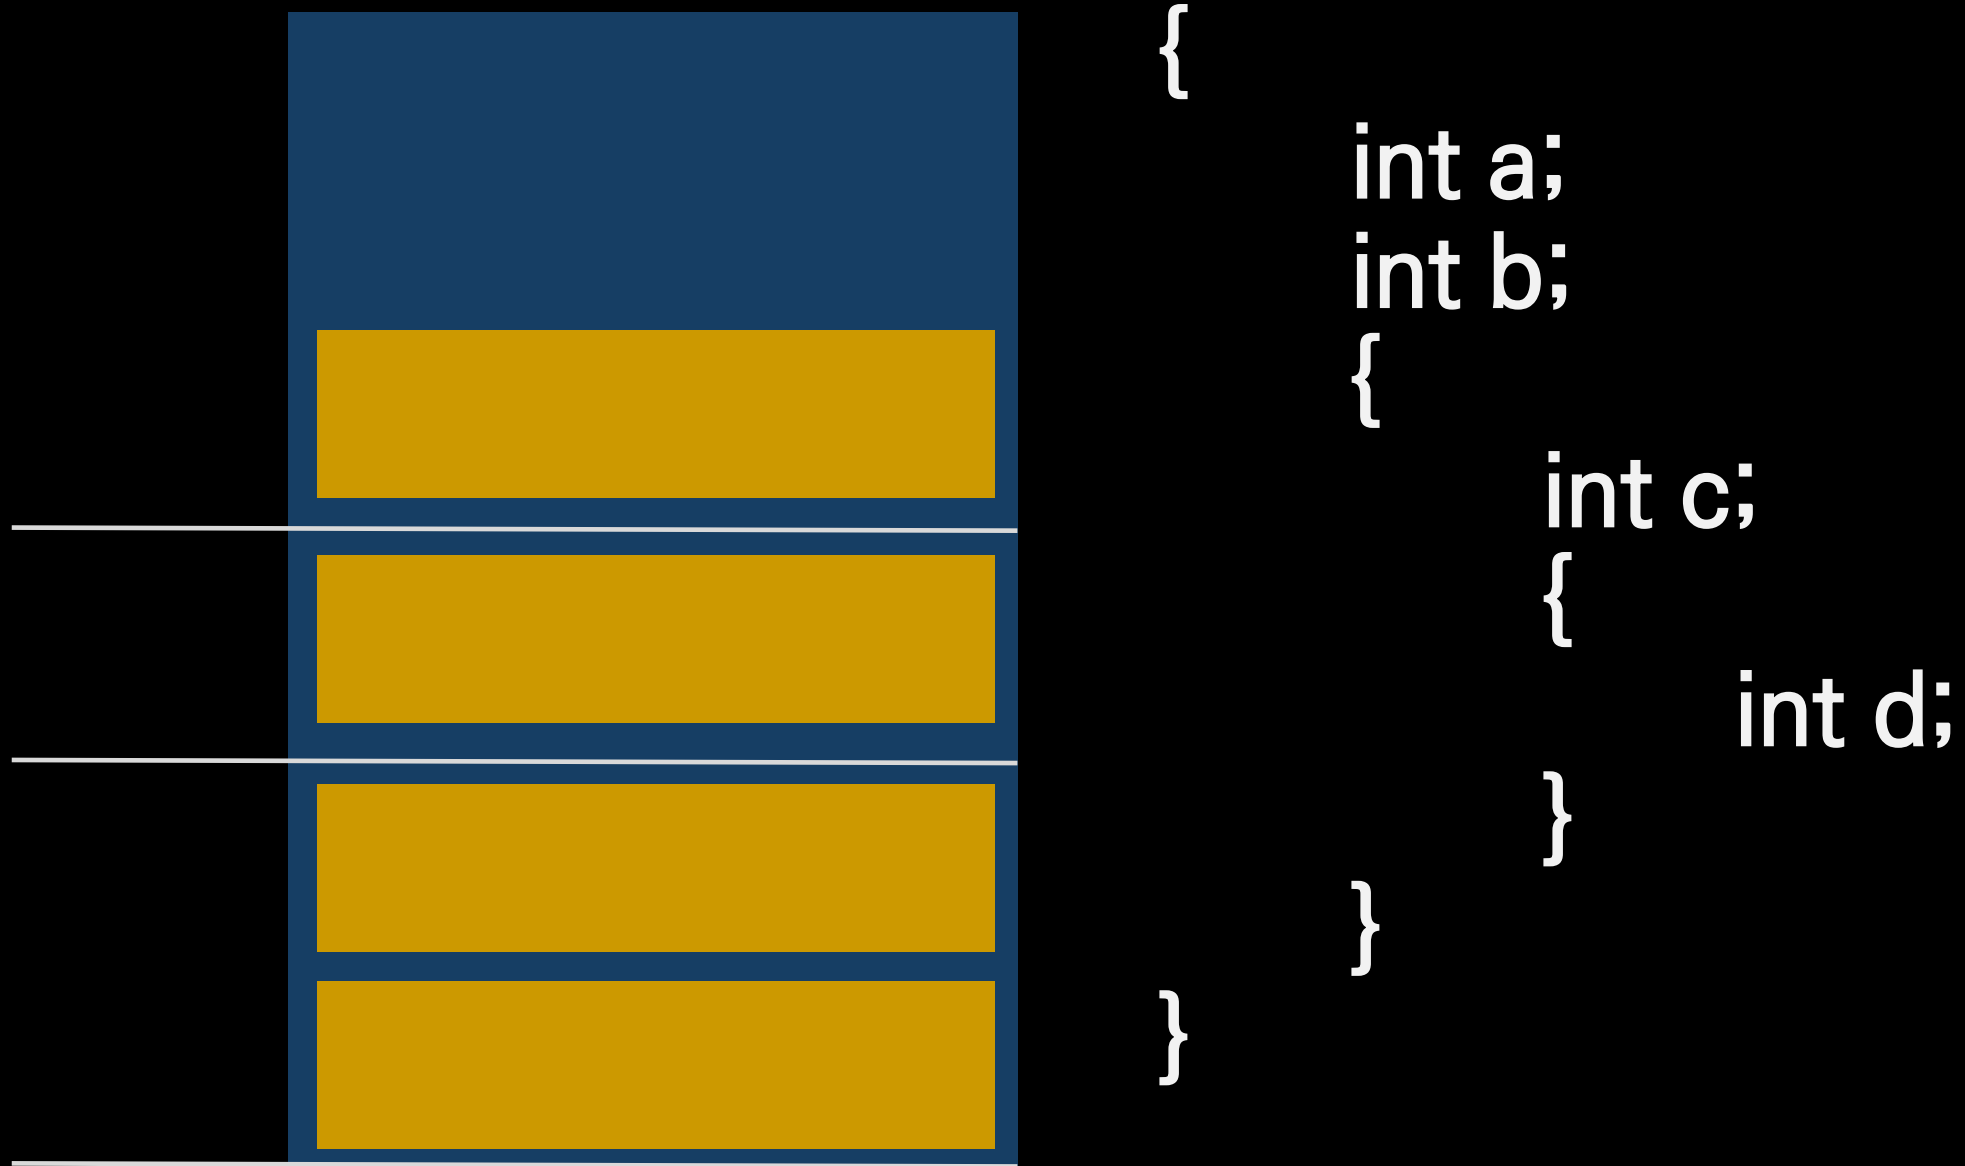 {
int a;
int b;
{
int c;
{
int d;
}
}
}